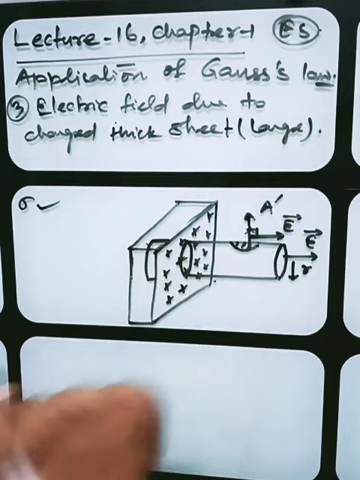 Lecture-16, chapter-1 ES
Application of Gauss's law.
③ Electric field due to
charged thick sheet (large).
σ
A'
E⃗
E⃗
r